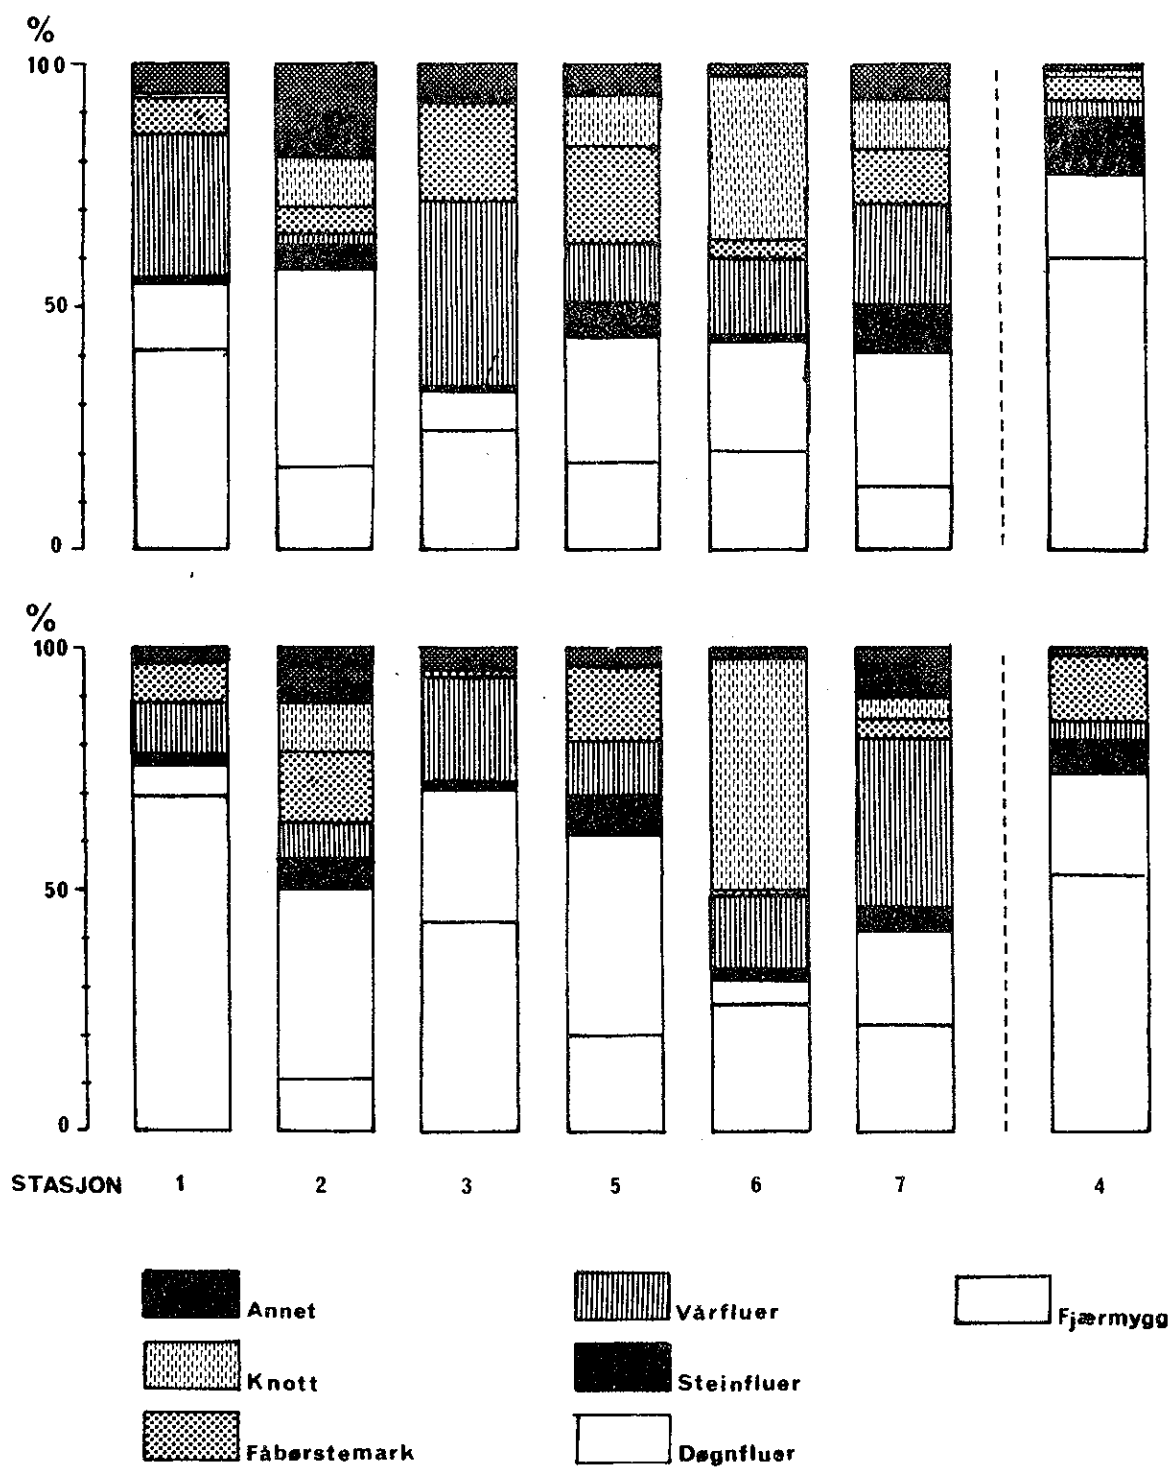 %
100
50
0
%
100
50
0
STASJON 1 2 3 5 6 7 4
Annet Vårfluer Fjærmygg
Knott Steinfluer
Fåbørstemark Døgnfluer